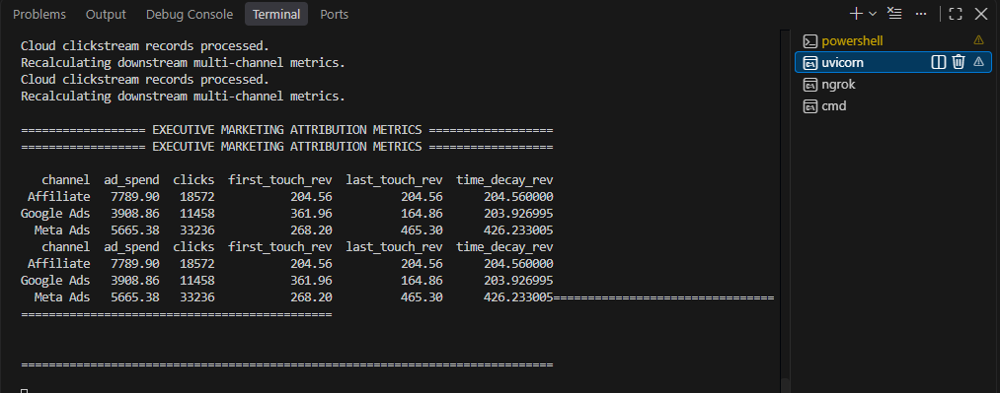 Problems Output Debug Console Terminal Ports
Cloud clickstream records processed.
Recalculating downstream multi-channel metrics.
Cloud clickstream records processed.
Recalculating downstream multi-channel metrics.
================== EXECUTIVE MARKETING ATTRIBUTION METRICS ==================
================== EXECUTIVE MARKETING ATTRIBUTION METRICS ==================
channel ad_spend clicks first_touch_rev last_touch_rev time_decay_rev
Affiliate 7789.90 18572 204.56 204.56 204.560000
Google Ads 3908.86 11458 361.96 164.86 203.926995
Meta Ads 5665.38 33236 268.20 465.30 426.233005
channel ad_spend clicks first_touch_rev last_touch_rev time_decay_rev
Affiliate 7789.90 18572 204.56 204.56 204.560000
Google Ads 3908.86 11458 361.96 164.86 203.926995
Meta Ads 5665.38 33236 268.20 465.30 426.233005================================
=============================================
=============================================================================
powershell
uvicorn
ngrok
cmd